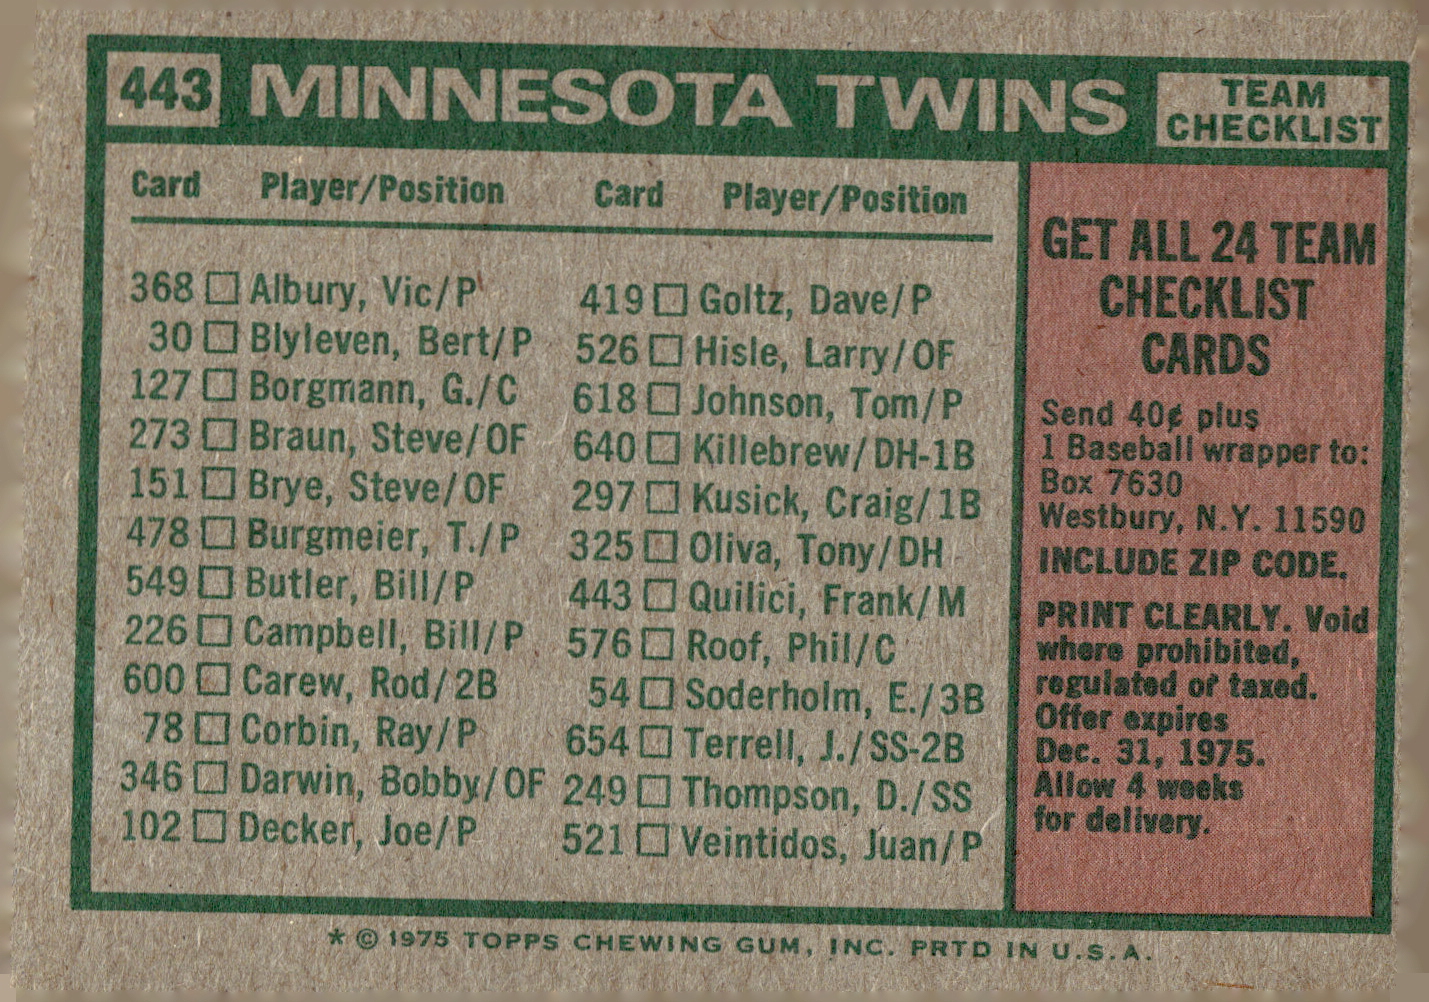 443 MINNESOTA TWINS TEAM CHECKLIST
Card Player/Position Card Player/Position
368 □ Albury, Vic/P
30 □ Blyleven, Bert/P
127 □ Borgmann, G./C
273 □ Braun, Steve/OF
151 □ Brye, Steve/OF
478 □ Burgmeier, T./P
549 □ Butler, Bill/P
226 □ Campbell, Bill/P
600 □ Carew, Rod/2B
78 □ Corbin, Ray/P
346 □ Darwin, Bobby/OF
102 □ Decker, Joe/P
419 □ Goltz, Dave/P
526 □ Hisle, Larry/OF
618 □ Johnson, Tom/P
640 □ Killebrew/DH-1B
297 □ Kusick, Craig/1B
325 □ Oliva, Tony/DH
443 □ Quilici, Frank/M
576 □ Roof, Phil/C
54 □ Soderholm, E./3B
654 □ Terrell, J./SS-2B
249 □ Thompson, D./SS
521 □ Veintidos, Juan/P
GET ALL 24 TEAM
CHECKLIST
CARDS
Send 40¢ plus
1 Baseball wrapper to:
Box 7630
Westbury, N.Y. 11590
INCLUDE ZIP CODE.
PRINT CLEARLY. Void
where prohibited,
regulated or taxed.
Offer expires
Dec. 31, 1975.
Allow 4 weeks
for delivery.
* © 1975 TOPPS CHEWING GUM, INC. PRTD IN U.S.A.